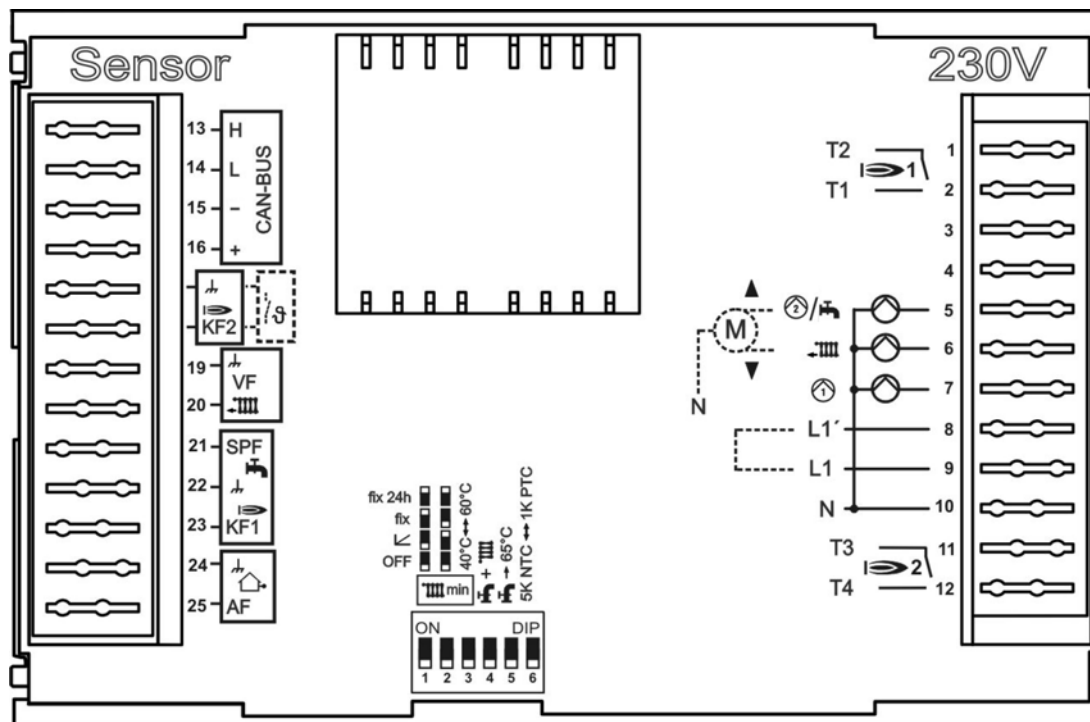 Sensor
230V
13 H
14 L
15 –
16 +
CAN-BUS
KF2
ϑ
19
VF
20
21 SPF
22
23 KF1
24
25 AF
fix 24h
fix
OFF
min
40°C ↔ 60°C
+
→ 65°C
5K NTC ↔ 1K PTC
ON DIP
1 2 3 4 5 6
T2 1
1
T1 2
3
4
M
N
2 / 5
6
1 7
L1´ 8
L1 9
N 10
T3 11
2
T4 12